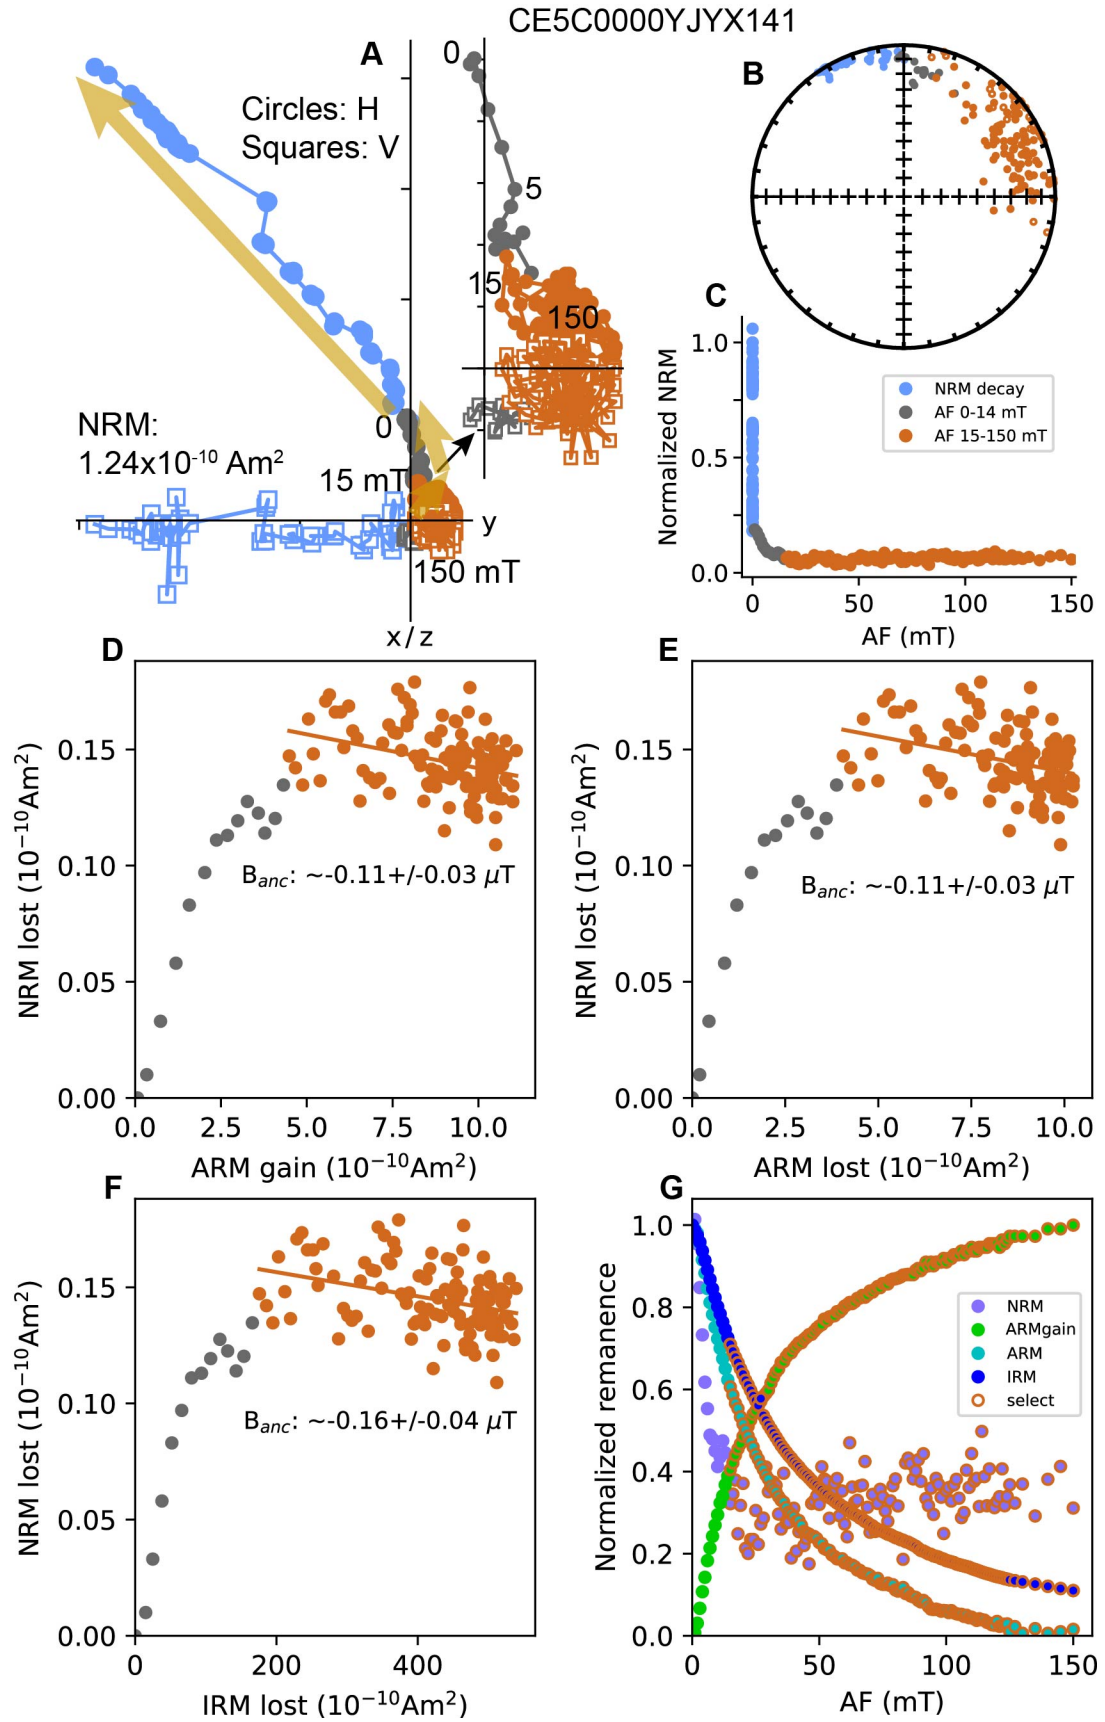 CE5C0000YJYX141
A
Circles: H
Squares: V
0
5
15
150
NRM:
1.24x10⁻¹⁰ Am²
0
15 mT
y
150 mT
x/z
B
C
1.0
0.5
0.0
Normalized NRM
NRM decay
AF 0-14 mT
AF 15-150 mT
0 50 100 150
AF (mT)
D
0.15
0.10
0.05
0.00
NRM lost (10⁻¹⁰Am²)
Banc: ~-0.11+/-0.03 μT
0.0 2.5 5.0 7.5 10.0
ARM gain (10⁻¹⁰Am²)
E
0.15
0.10
0.05
0.00
NRM lost (10⁻¹⁰Am²)
Banc: ~-0.11+/-0.03 μT
0.0 2.5 5.0 7.5 10.0
ARM lost (10⁻¹⁰Am²)
F
0.15
0.10
0.05
0.00
NRM lost (10⁻¹⁰Am²)
Banc: ~-0.16+/-0.04 μT
0 200 400
IRM lost (10⁻¹⁰Am²)
G
1.0
0.8
0.6
0.4
0.2
0.0
Normalized remanence
NRM
ARMgain
ARM
IRM
select
0 50 100 150
AF (mT)